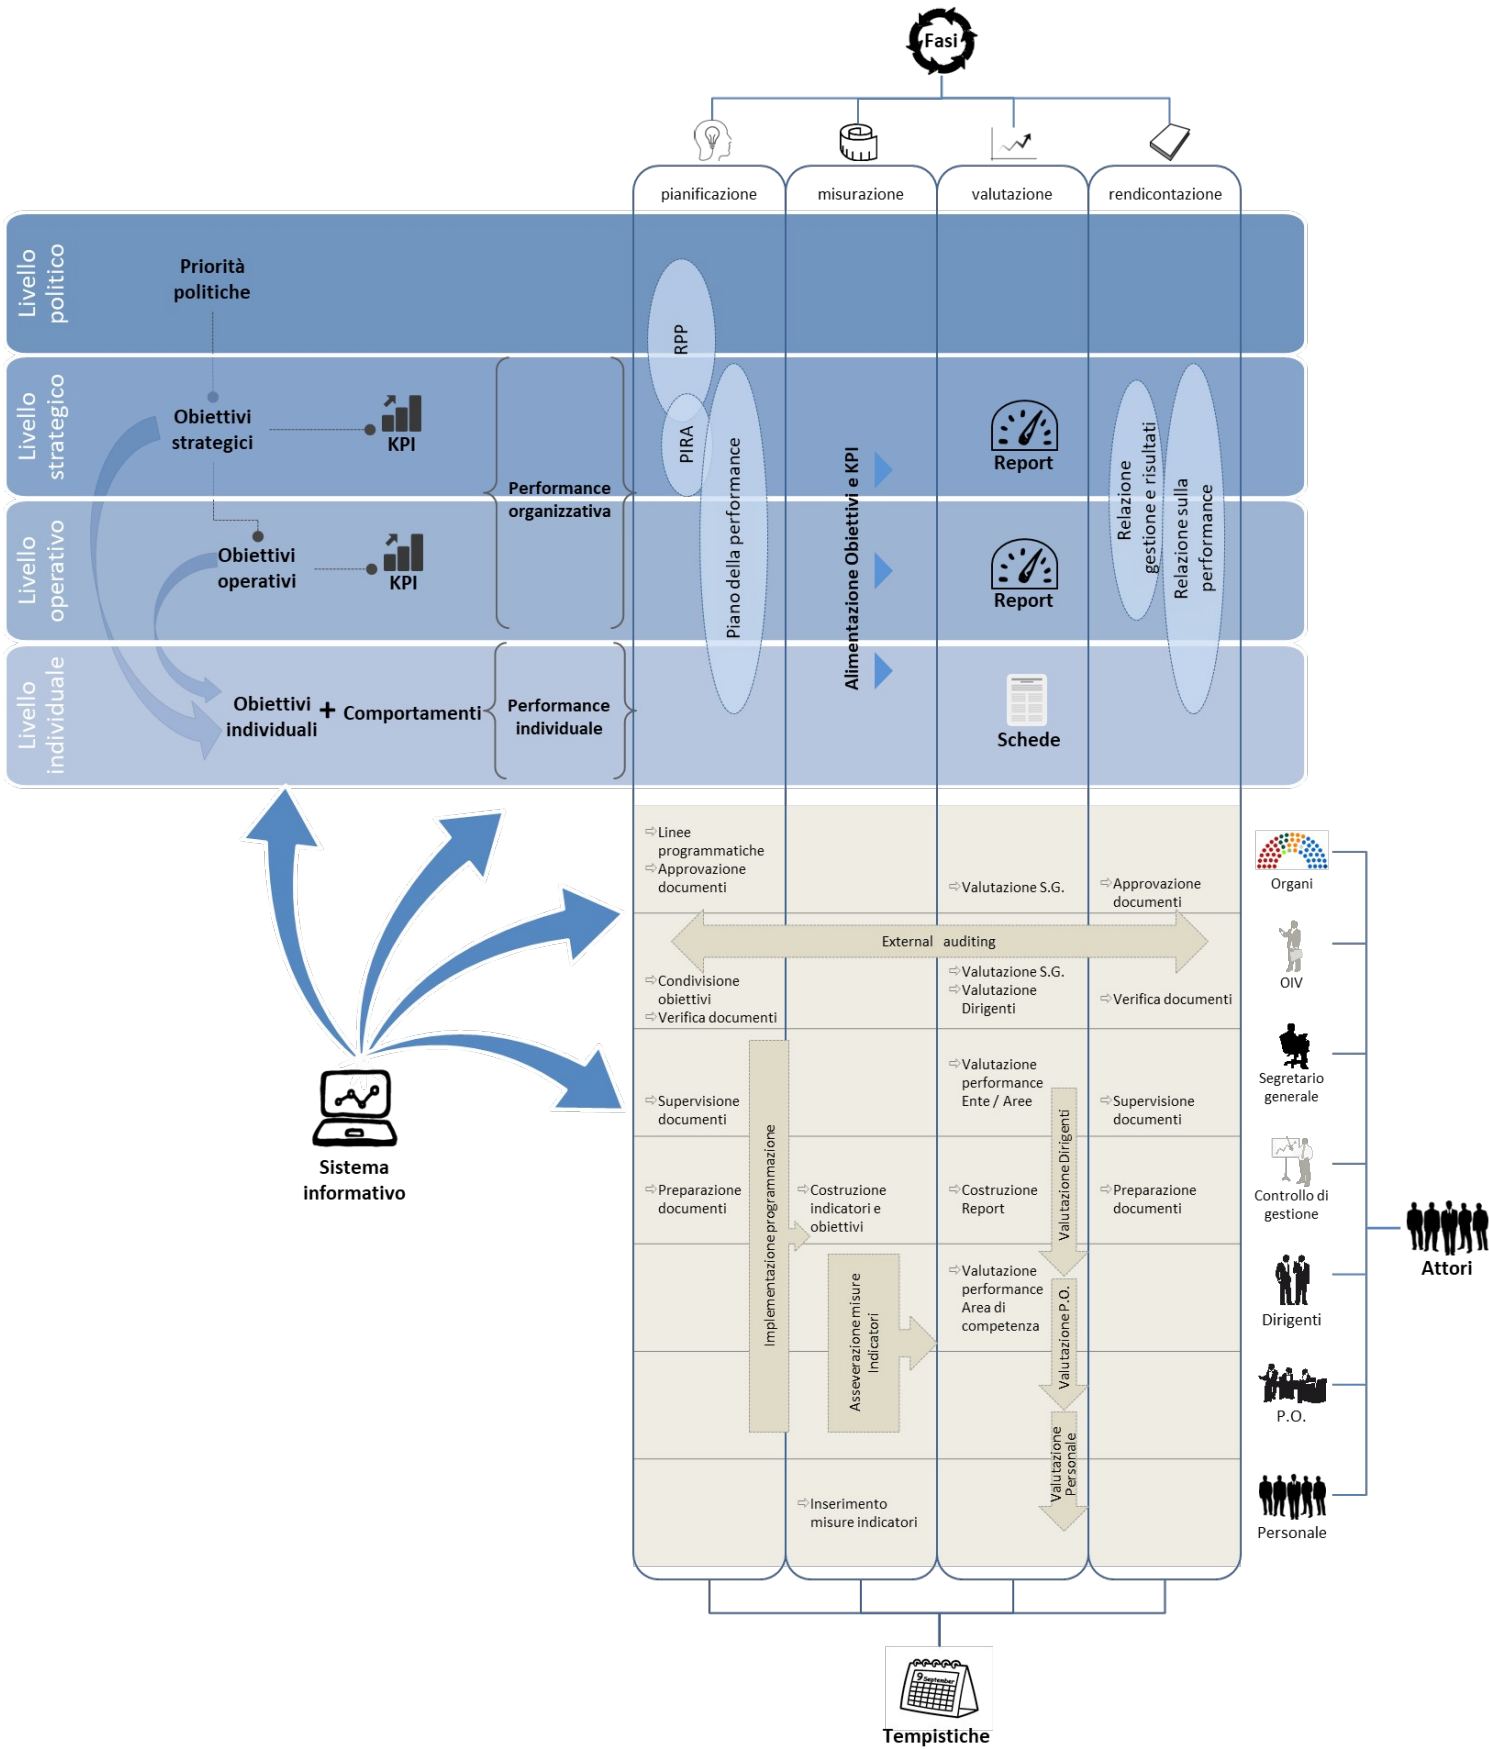 Fasi
pianificazione
misurazione
valutazione
rendicontazione
Livello
politico
Priorità
politiche
RPP
Livello
strategico
Obiettivi
strategici
KPI
PIRA
Report
Performance
organizzativa
Piano della performance
Alimentazione Obiettivi e KPI
Relazione
gestione e risultati
Relazione sulla
performance
Livello
operativo
Obiettivi
operativi
KPI
Report
Livello
individuale
Obiettivi
individuali
+
Comportamenti
Performance
individuale
Schede
Linee
programmatiche
Approvazione
documenti
Valutazione S.G.
Approvazione
documenti
Organi
External auditing
Condivisione
obiettivi
Verifica documenti
Valutazione S.G.
Valutazione
Dirigenti
Verifica documenti
OIV
Supervisione
documenti
Valutazione
performance
Ente / Aree
Supervisione
documenti
Segretario
generale
Implementazione programmazione
Valutazione Dirigenti
Preparazione
documenti
Costruzione
indicatori e
obiettivi
Costruzione
Report
Preparazione
documenti
Controllo di
gestione
Asseverazione misure
Indicatori
Valutazione
performance
Area di
competenza
Valutazione P.O.
Dirigenti
P.O.
Valutazione
Personale
Inserimento
misure indicatori
Personale
Attori
Sistema
informativo
9 September
Tempistiche